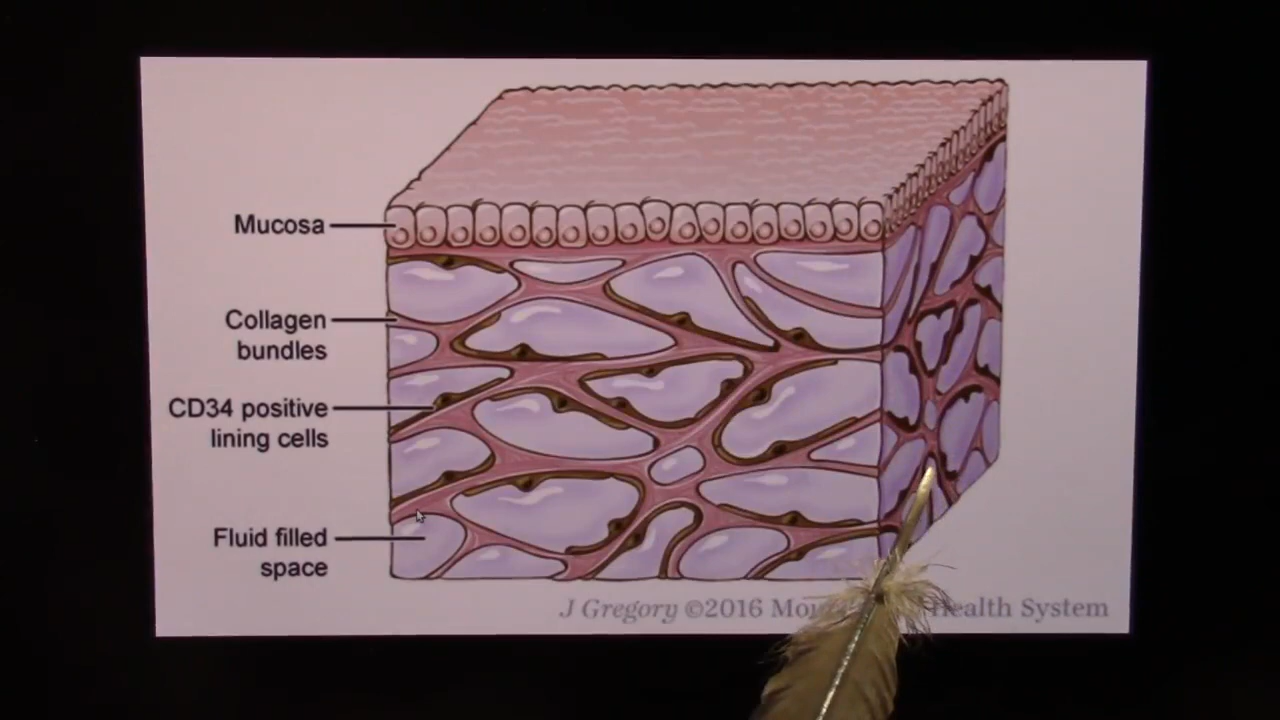 Mucosa
Collagen
bundles
CD34 positive
lining cells
Fluid filled
space
J Gregory ©2016 Health System